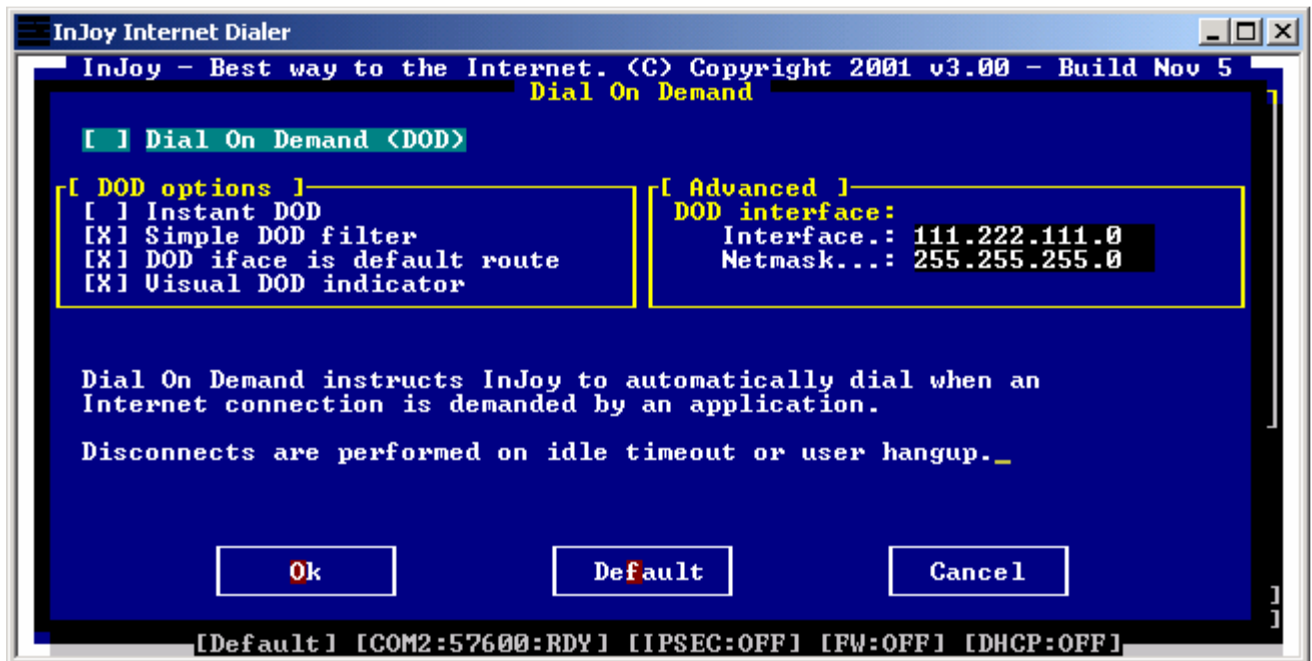 InJoy Internet Dialer
InJoy - Best way to the Internet. (C) Copyright 2001 v3.00 - Build Nov 5
Dial On Demand
[ ] Dial On Demand (DOD)
[ DOD options ]
[ ] Instant DOD
[X] Simple DOD filter
[X] DOD iface is default route
[X] Visual DOD indicator
[ Advanced ]
DOD interface:
Interface.: 111.222.111.0
Netmask...: 255.255.255.0
Dial On Demand instructs InJoy to automatically dial when an
Internet connection is demanded by an application.
Disconnects are performed on idle timeout or user hangup._
Ok Default Cancel
[Default] [COM2:57600:RDY] [IPSEC:OFF] [FW:OFF] [DHCP:OFF]